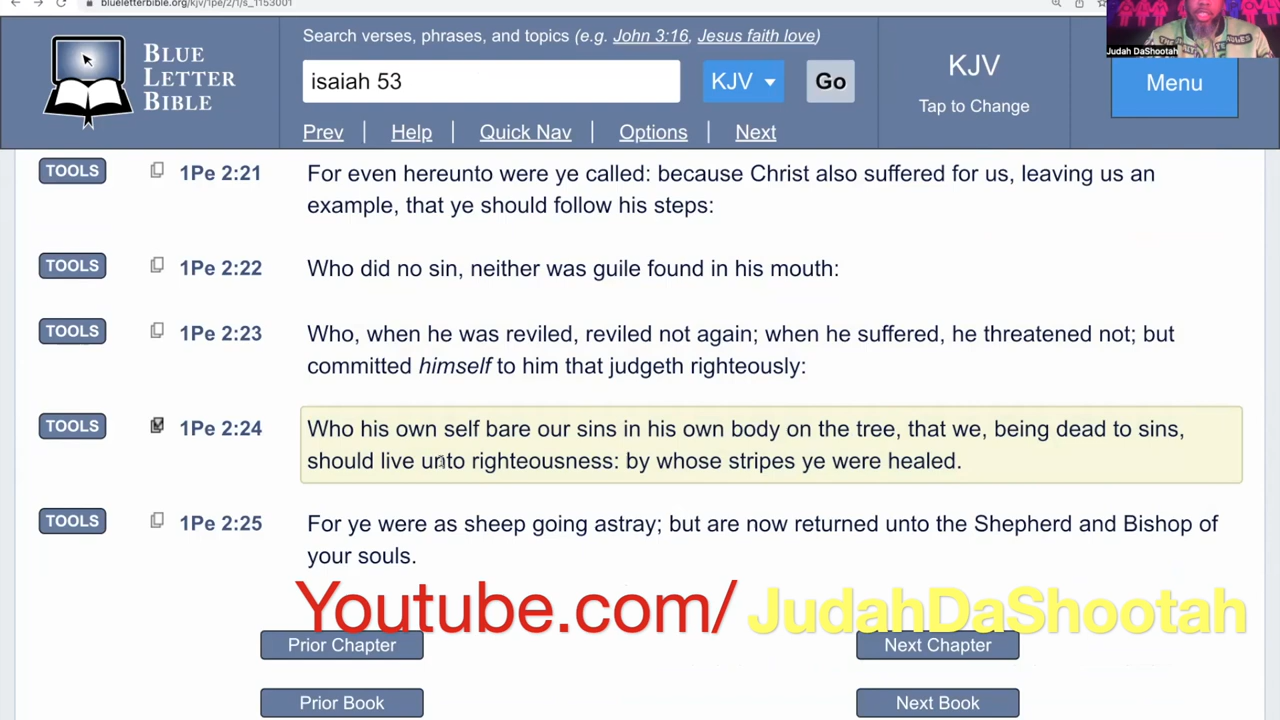 blueletterbible.org/kjv/1pe/2/1/s_1153001
Judah DaShootah
BLUE
LETTER
BIBLE
Search verses, phrases, and topics (e.g. John 3:16, Jesus faith love)
isaiah 53
KJV
Go
KJV
Tap to Change
Menu
Prev | Help | Quick Nav | Options | Next
TOOLS 1Pe 2:21 For even hereunto were ye called: because Christ also suffered for us, leaving us an
example, that ye should follow his steps:
TOOLS 1Pe 2:22 Who did no sin, neither was guile found in his mouth:
TOOLS 1Pe 2:23 Who, when he was reviled, reviled not again; when he suffered, he threatened not; but
committed himself to him that judgeth righteously:
TOOLS 1Pe 2:24 Who his own self bare our sins in his own body on the tree, that we, being dead to sins,
should live unto righteousness: by whose stripes ye were healed.
TOOLS 1Pe 2:25 For ye were as sheep going astray; but are now returned unto the Shepherd and Bishop of
your souls.
Youtube.com/ JudahDaShootah
Prior Chapter
Next Chapter
Prior Book
Next Book